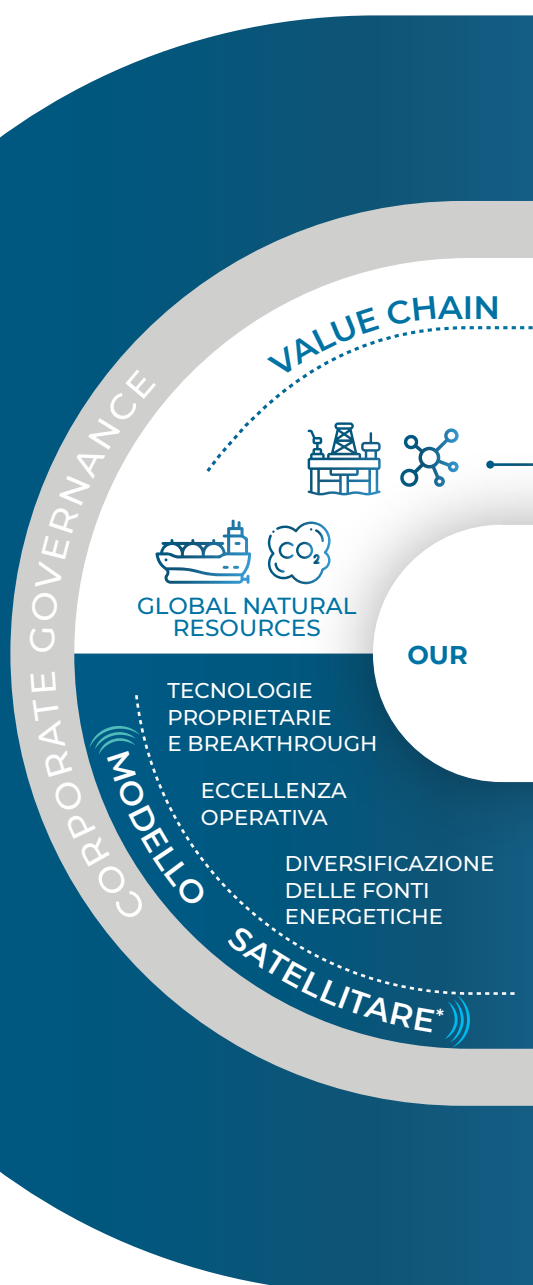 VALUE CHAIN
CORPORATE GOVERNANCE
CO2
GLOBAL NATURAL
RESOURCES
OUR
TECNOLOGIE
PROPRIETARIE
E BREAKTHROUGH
ECCELLENZA
OPERATIVA
DIVERSIFICAZIONE
DELLE FONTI
ENERGETICHE
MODELLO SATELLITARE*